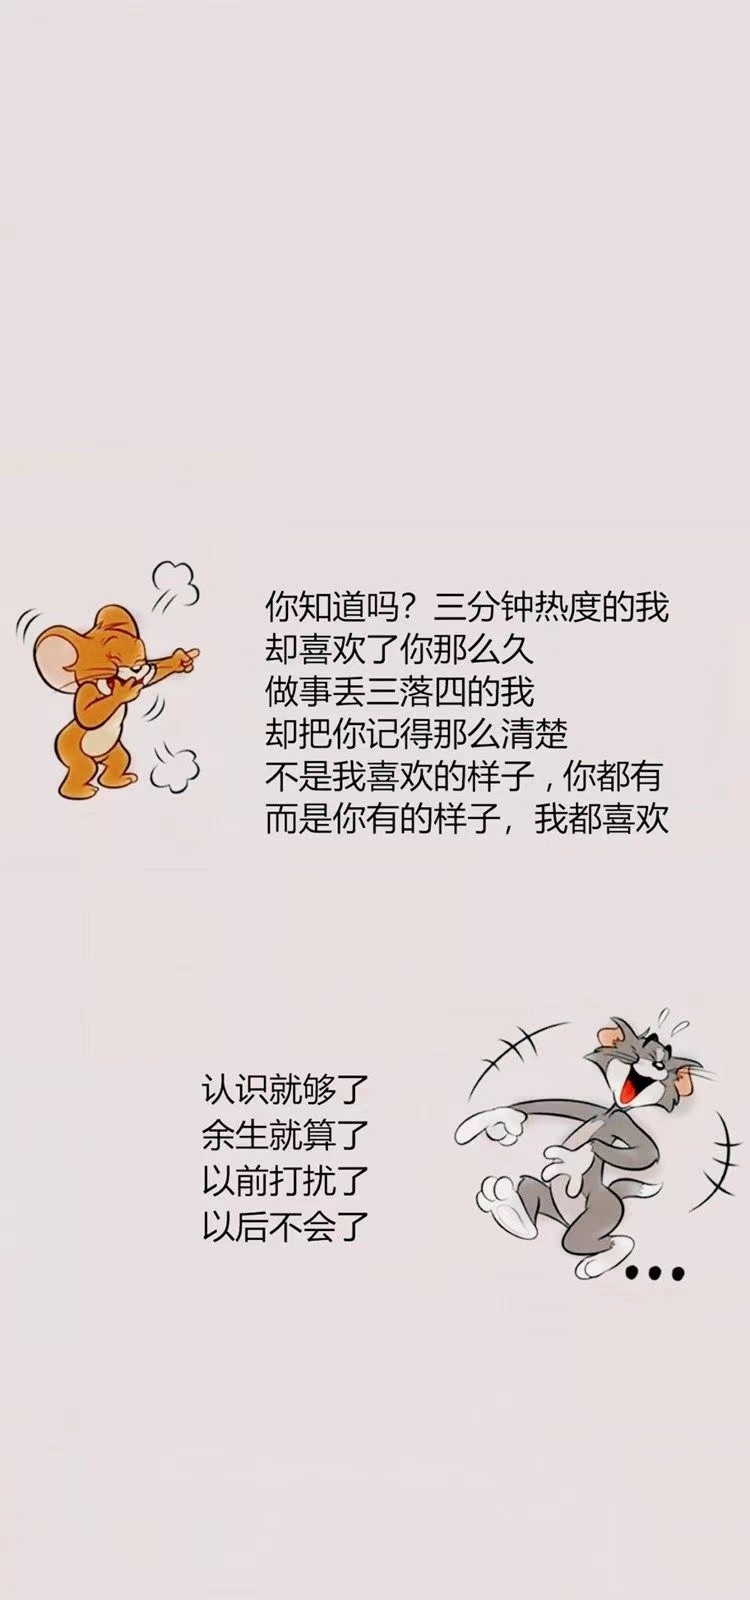 你知道吗？三分钟热度的我
却喜欢了你那么久
做事丢三落四的我
却把你记得那么清楚
不是我喜欢的样子，你都有
而是你有的样子，我都喜欢
认识就够了
余生就算了
以前打扰了
以后不会了